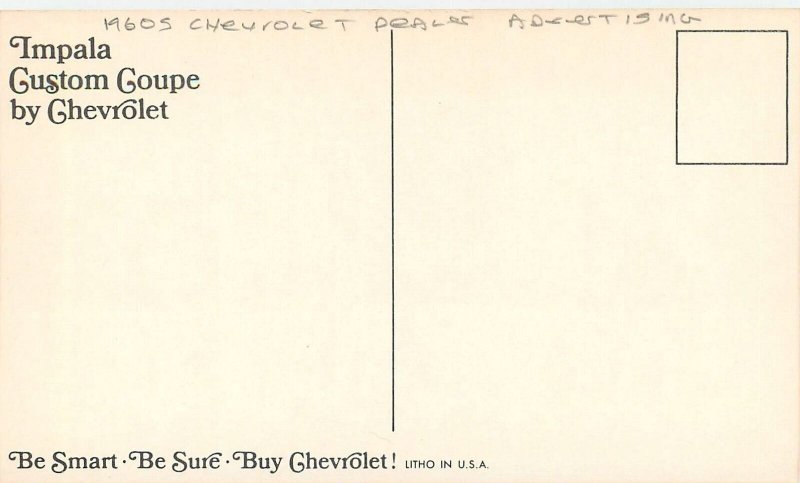 1960s CHEVROLET DEALER ADVERTISING
Impala
Custom Coupe
by Chevrolet
Be Smart · Be Sure · Buy Chevrolet! LITHO IN U.S.A.